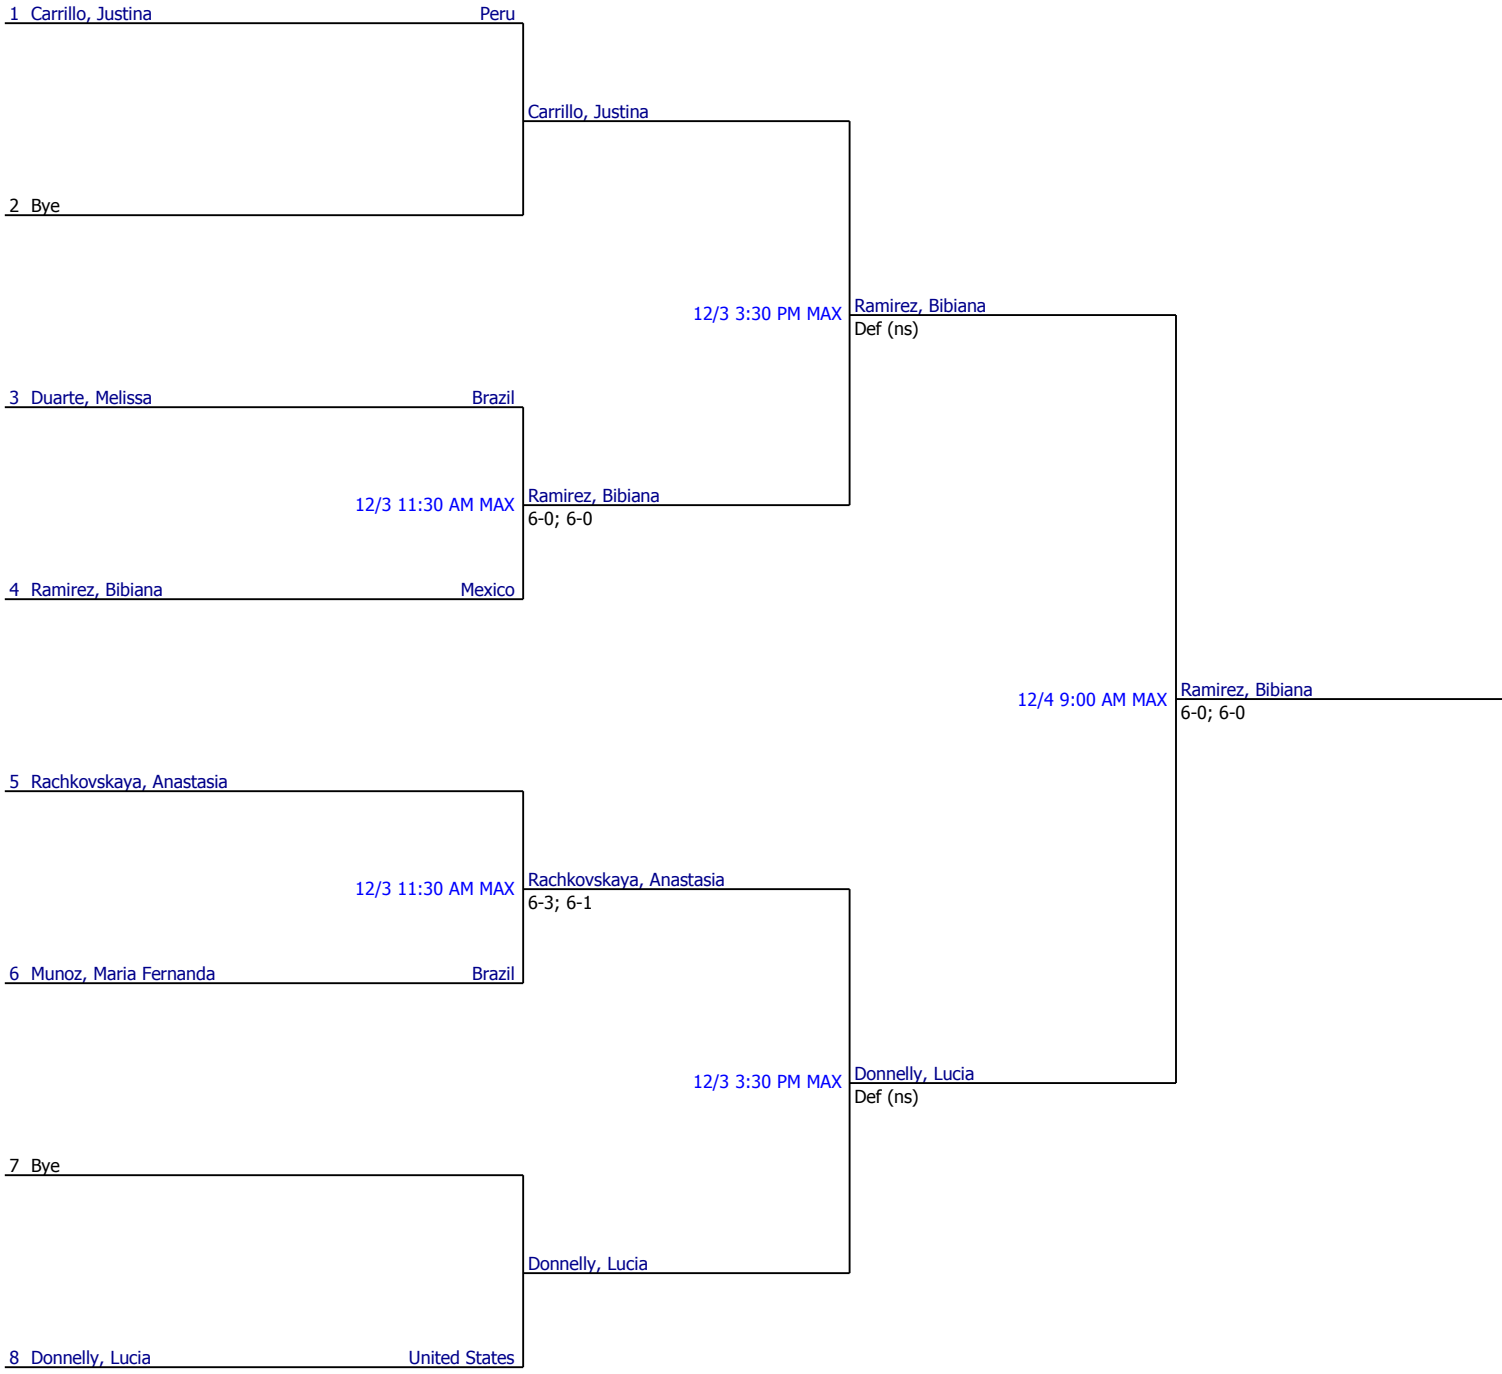 1 Carrillo, Justina Peru
Carrillo, Justina
2 Bye
12/3 3:30 PM MAX Ramirez, Bibiana
Def (ns)
3 Duarte, Melissa Brazil
12/3 11:30 AM MAX Ramirez, Bibiana
6-0; 6-0
4 Ramirez, Bibiana Mexico
12/4 9:00 AM MAX Ramirez, Bibiana
6-0; 6-0
5 Rachkovskaya, Anastasia
12/3 11:30 AM MAX Rachkovskaya, Anastasia
6-3; 6-1
6 Munoz, Maria Fernanda Brazil
12/3 3:30 PM MAX Donnelly, Lucia
Def (ns)
7 Bye
Donnelly, Lucia
8 Donnelly, Lucia United States